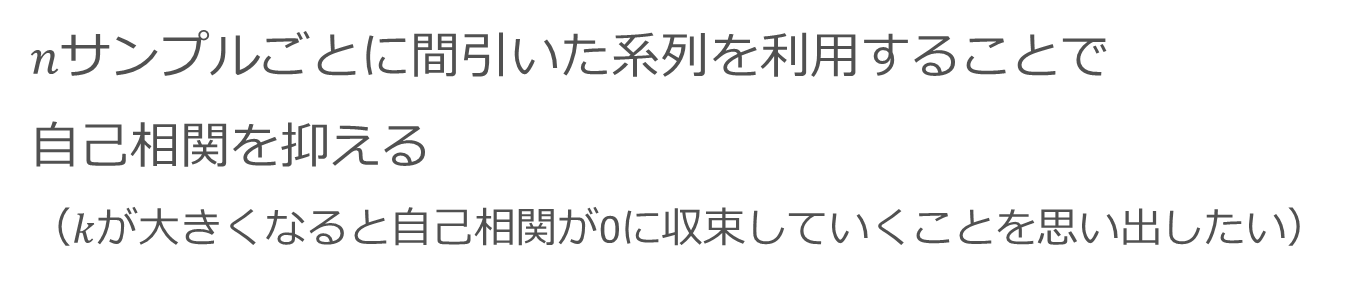 nサンプルごとに間引いた系列を利用することで
自己相関を抑える
（kが大きくなると自己相関が0に収束していくことを思い出したい）